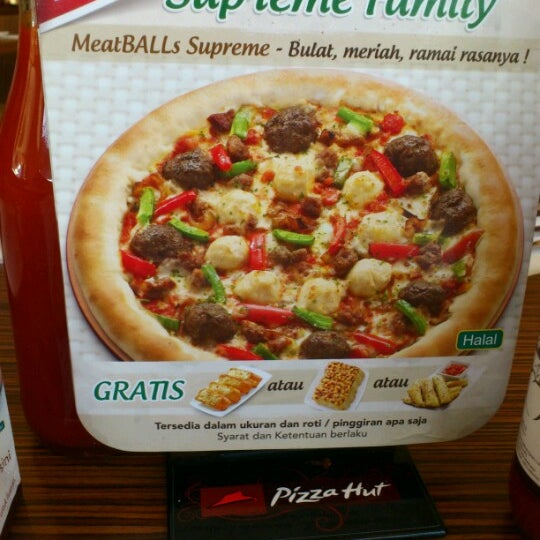 Supreme Family
MeatBALLs Supreme - Bulat, meriah, ramai rasanya !
Halal
GRATIS atau atau
Tersedia dalam ukuran dan roti / pinggiran apa saja
Syarat dan Ketentuan berlaku
Pizza Hut